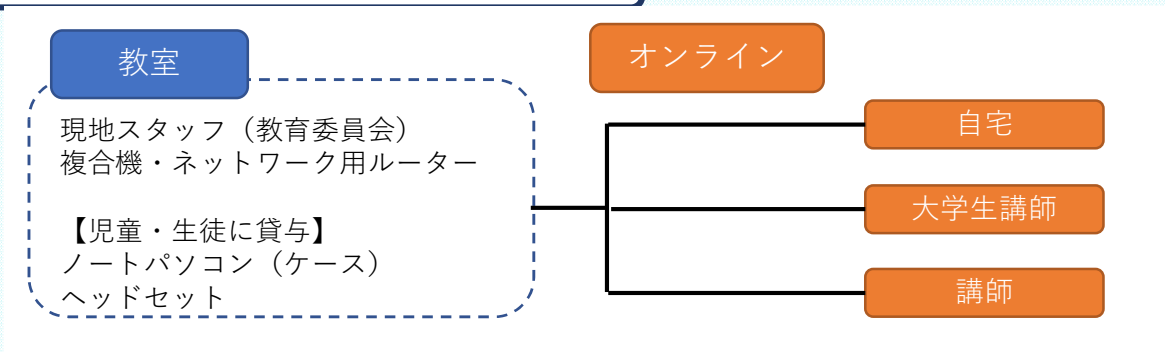 教室
現地スタッフ（教育委員会）
複合機・ネットワーク用ルーター
【児童・生徒に貸与】
ノートパソコン（ケース）
ヘッドセット
オンライン
自宅
大学生講師
講師